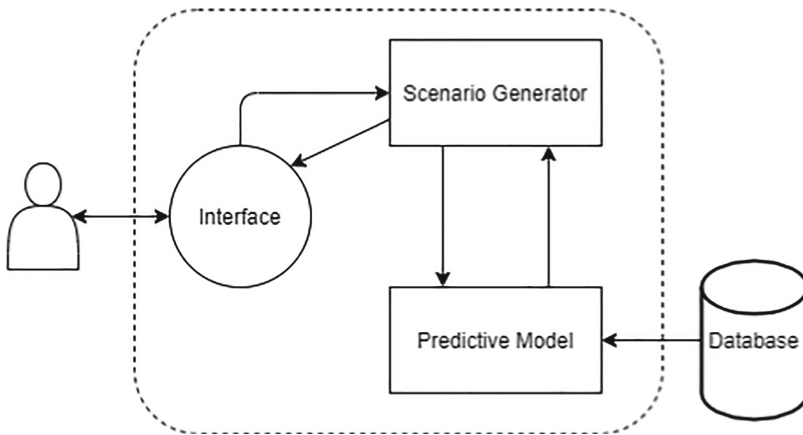 Scenario Generator
Interface
Predictive Model
Database